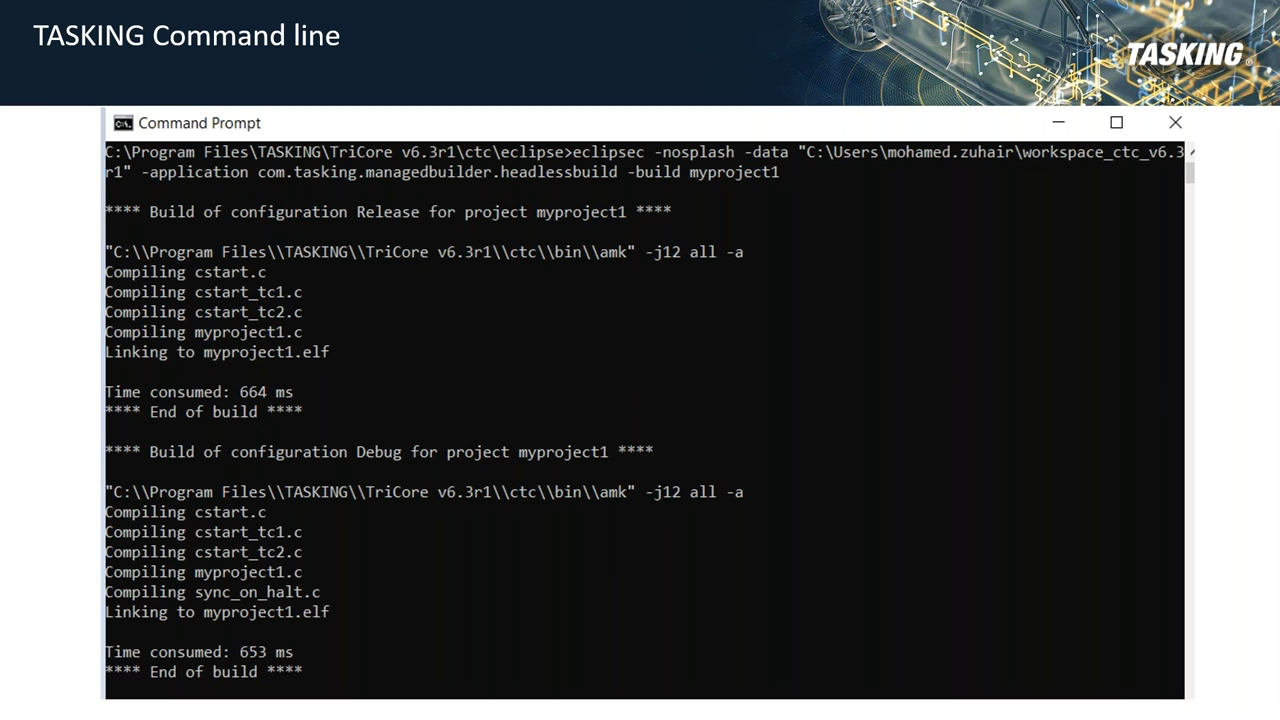 TASKING Command line
TASKING®
Command Prompt
C:\Program Files\TASKING\TriCore v6.3r1\ctc\eclipse>eclipsec -nosplash -data "C:\Users\mohamed.zuhair\workspace_ctc_v6.3
r1" -application com.tasking.managedbuilder.headlessbuild -build myproject1
**** Build of configuration Release for project myproject1 ****
"C:\\Program Files\\TASKING\\TriCore v6.3r1\\ctc\\bin\\amk" -j12 all -a
Compiling cstart.c
Compiling cstart_tc1.c
Compiling cstart_tc2.c
Compiling myproject1.c
Linking to myproject1.elf
Time consumed: 664 ms
**** End of build ****
**** Build of configuration Debug for project myproject1 ****
"C:\\Program Files\\TASKING\\TriCore v6.3r1\\ctc\\bin\\amk" -j12 all -a
Compiling cstart.c
Compiling cstart_tc1.c
Compiling cstart_tc2.c
Compiling myproject1.c
Compiling sync_on_halt.c
Linking to myproject1.elf
Time consumed: 653 ms
**** End of build ****